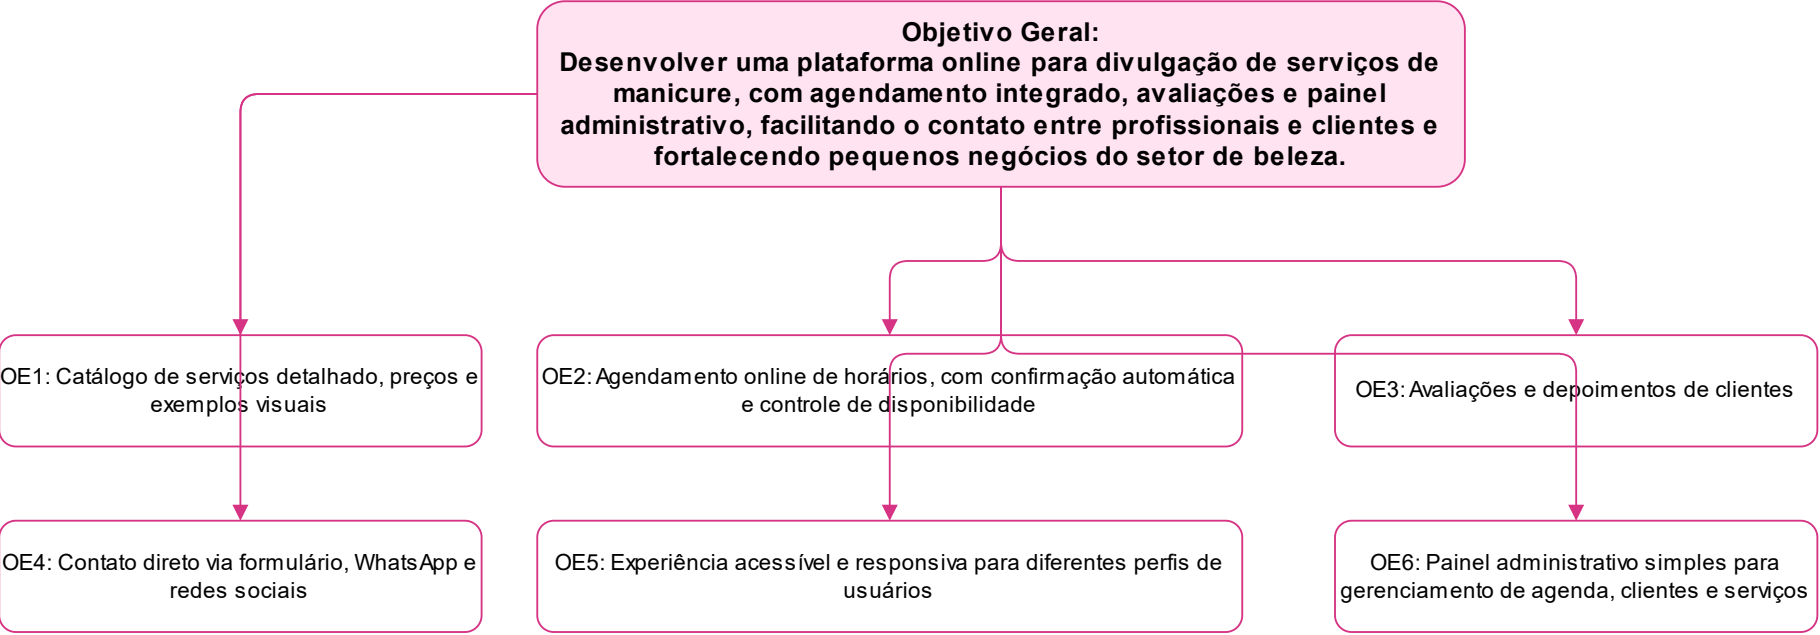 Objetivo Geral:
Desenvolver uma plataforma online para divulgação de serviços de
manicure, com agendamento integrado, avaliações e painel
administrativo, facilitando o contato entre profissionais e clientes e
fortalecendo pequenos negócios do setor de beleza.
OE1: Catálogo de serviços detalhado, preços e
exemplos visuais
OE2: Agendamento online de horários, com confirmação automática
e controle de disponibilidade
OE3: Avaliações e depoimentos de clientes
OE4: Contato direto via formulário, WhatsApp e
redes sociais
OE5: Experiência acessível e responsiva para diferentes perfis de
usuários
OE6: Painel administrativo simples para
gerenciamento de agenda, clientes e serviços